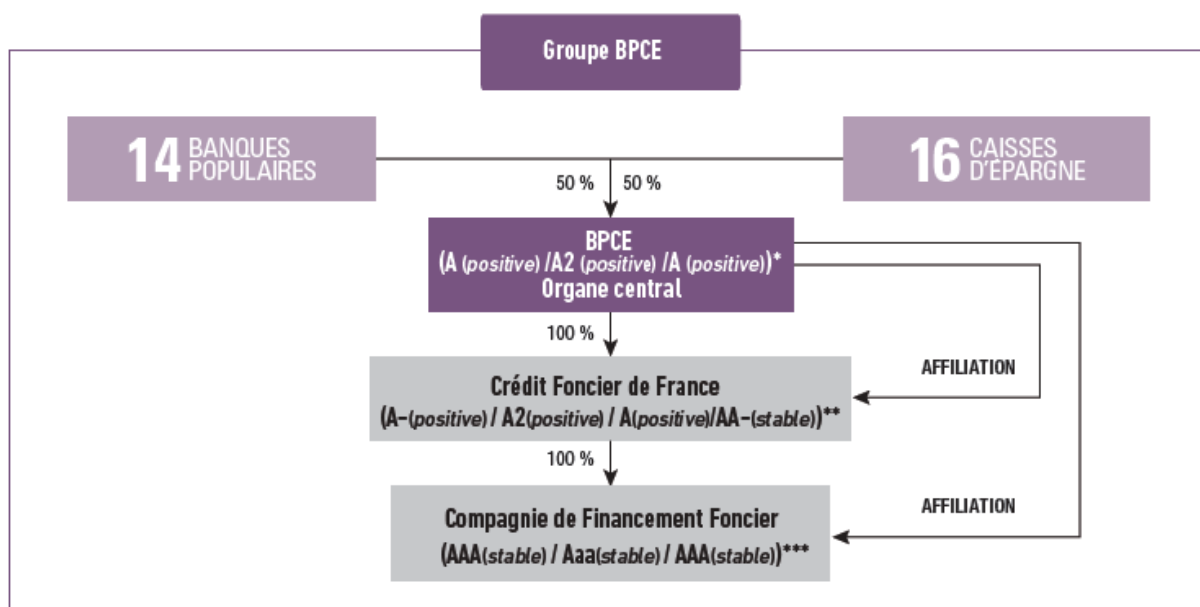 Groupe BPCE
14 BANQUES
POPULAIRES
16 CAISSES
D'ÉPARGNE
50 % 50 %
BPCE
(A (positive) /A2 (positive) /A (positive))*
Organe central
100 %
AFFILIATION
Crédit Foncier de France
(A-(positive) / A2(positive) / A(positive)/AA-(stable))**
100 %
AFFILIATION
Compagnie de Financement Foncier
(AAA(stable) / Aaa(stable) / AAA(stable))***